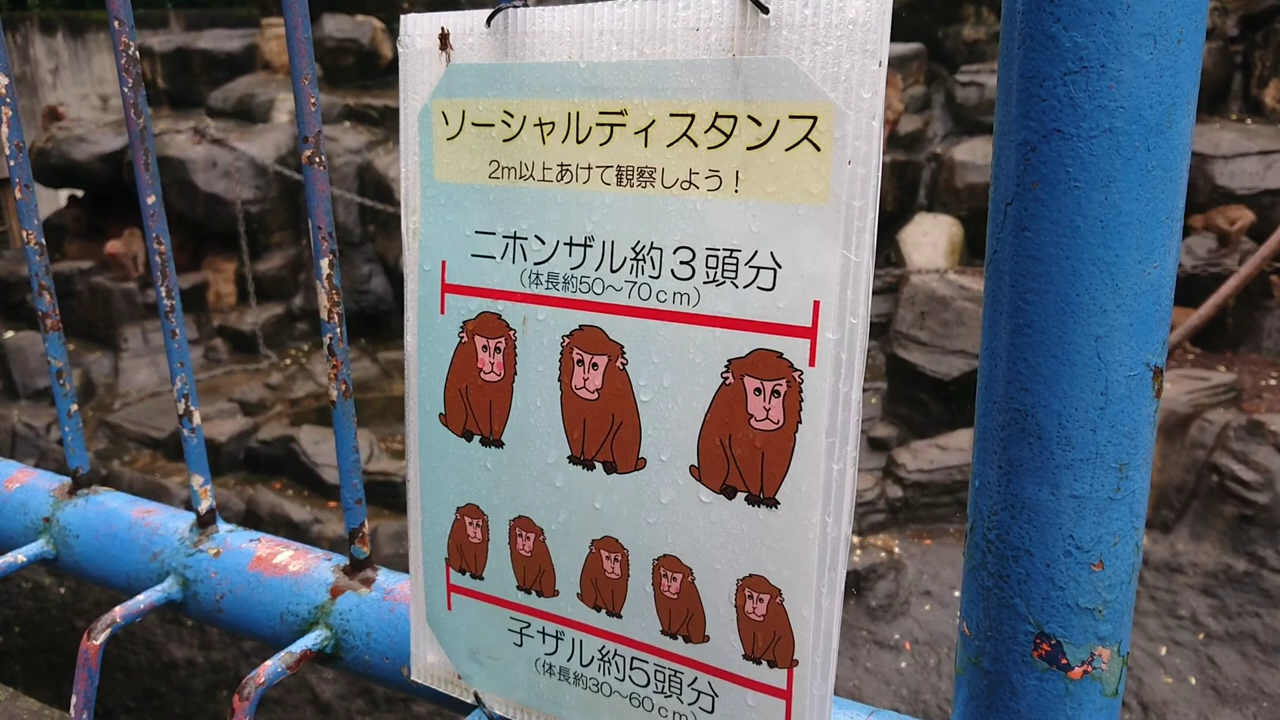 ソーシャルディスタンス
2m以上あけて観察しよう！
ニホンザル約3頭分
（体長約50～70cm）
子ザル約5頭分
（体長約30～60cm）